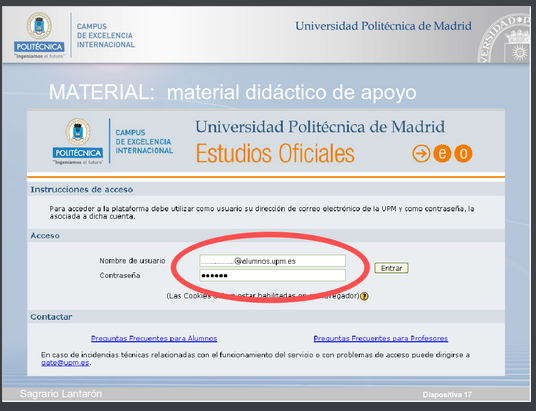 POLITÉCNICA
"Ingeniamos el futuro"
CAMPUS
DE EXCELENCIA
INTERNACIONAL
Universidad Politécnica de Madrid
MATERIAL: material didáctico de apoyo
POLITÉCNICA
"Ingeniamos el futuro"
CAMPUS
DE EXCELENCIA
INTERNACIONAL
Universidad Politécnica de Madrid
Estudios Oficiales
e o
Instrucciones de acceso
Para acceder a la plataforma debe utilizar como usuario su dirección de correo electrónico de la UPM y como contraseña, la
asociada a dicha cuenta.
Acceso
Nombre de usuario
..............@alumnos.upm.es
Contraseña
••••••
Entrar
(Las Cookies estar habilitadas en navegador)
Contactar
Preguntas Frecuentes para Alumnos
Preguntas Frecuentes para Profesores
En caso de incidencias técnicas relacionadas con el funcionamiento del servicio o con problemas de acceso puede dirigirse a
gate@upm.es.
Sagrario Lantarón
Diapositiva 17